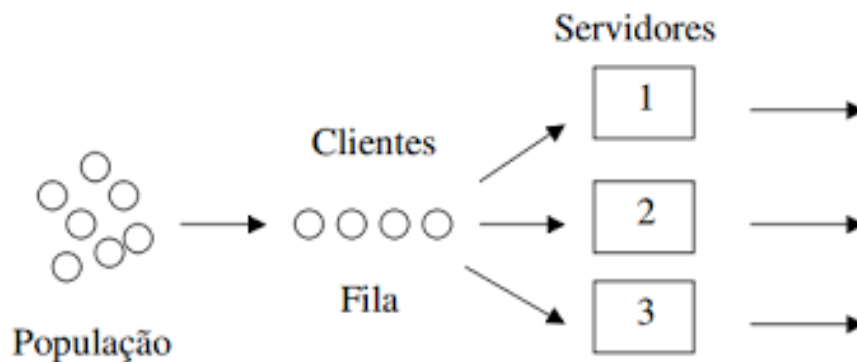 Servidores
1
Clientes
2
Fila
3
População